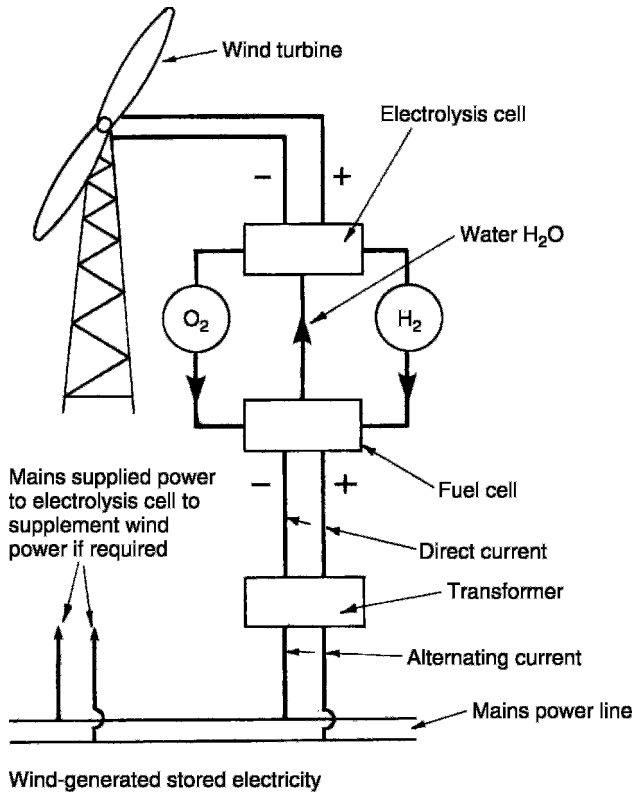 Wind turbine
Electrolysis cell
− +
Water H₂O
O₂
H₂
Mains supplied power
to electrolysis cell to
supplement wind
power if required
− +
Fuel cell
Direct current
Transformer
Alternating current
Mains power line
Wind-generated stored electricity